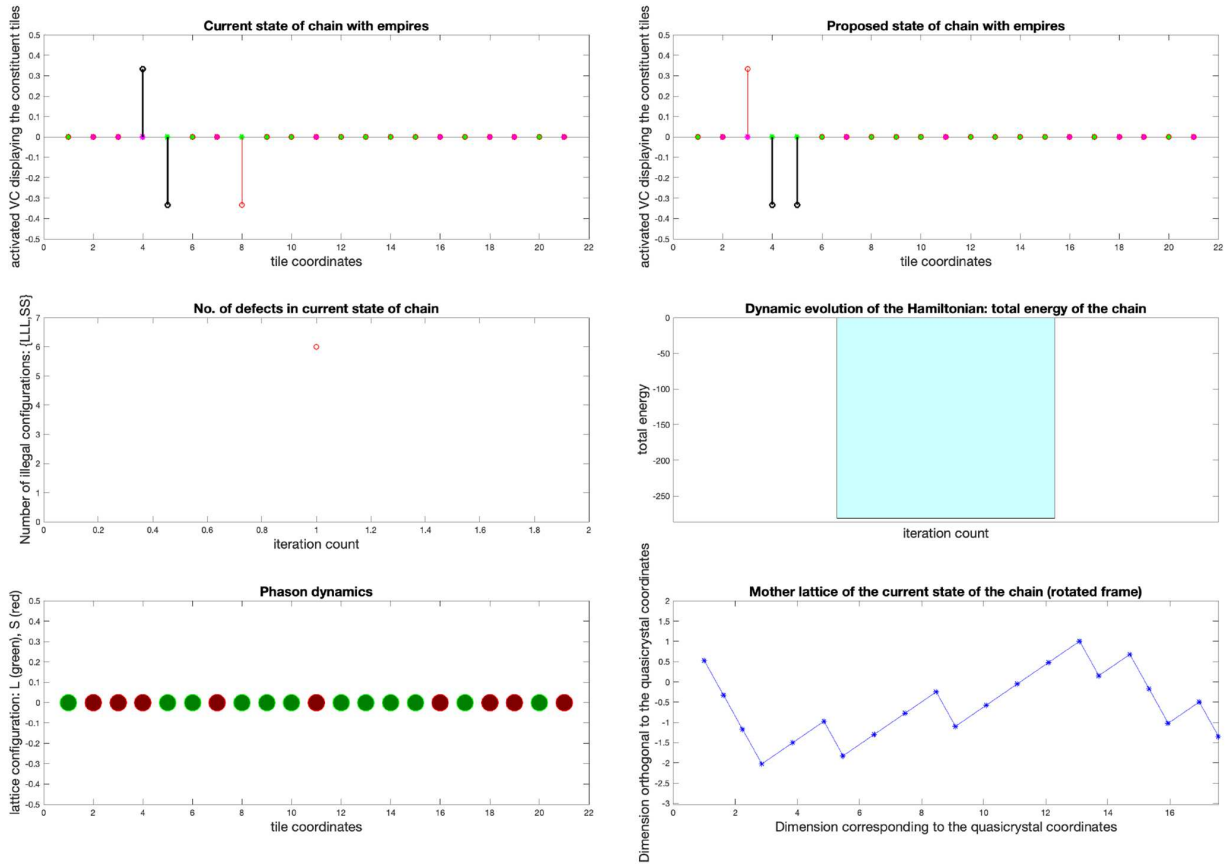 Current state of chain with empires
activated VC displaying the constituent tiles
0.5
0.4
0.3
0.2
0.1
0
-0.1
-0.2
-0.3
-0.4
-0.5
0 2 4 6 8 10 12 14 16 18 20 22
tile coordinates
Proposed state of chain with empires
activated VC displaying the constituent tiles
0.5
0.4
0.3
0.2
0.1
0
-0.1
-0.2
-0.3
-0.4
-0.5
0 2 4 6 8 10 12 14 16 18 20 22
tile coordinates
No. of defects in current state of chain
Number of illegal configurations: {LLL,SS}
7
6
5
4
3
2
1
0
0 0.2 0.4 0.6 0.8 1 1.2 1.4 1.6 1.8 2
iteration count
Dynamic evolution of the Hamiltonian: total energy of the chain
total energy
0
-50
-100
-150
-200
-250
iteration count
Phason dynamics
lattice configuration: L (green), S (red)
0.5
0.4
0.3
0.2
0.1
0
-0.1
-0.2
-0.3
-0.4
-0.5
0 2 4 6 8 10 12 14 16 18 20 22
tile coordinates
Mother lattice of the current state of the chain (rotated frame)
Dimension orthogonal to the quasicrystal coordinates
2
1.5
1
0.5
0
-0.5
-1
-1.5
-2
-2.5
-3
0 2 4 6 8 10 12 14 16
Dimension corresponding to the quasicrystal coordinates